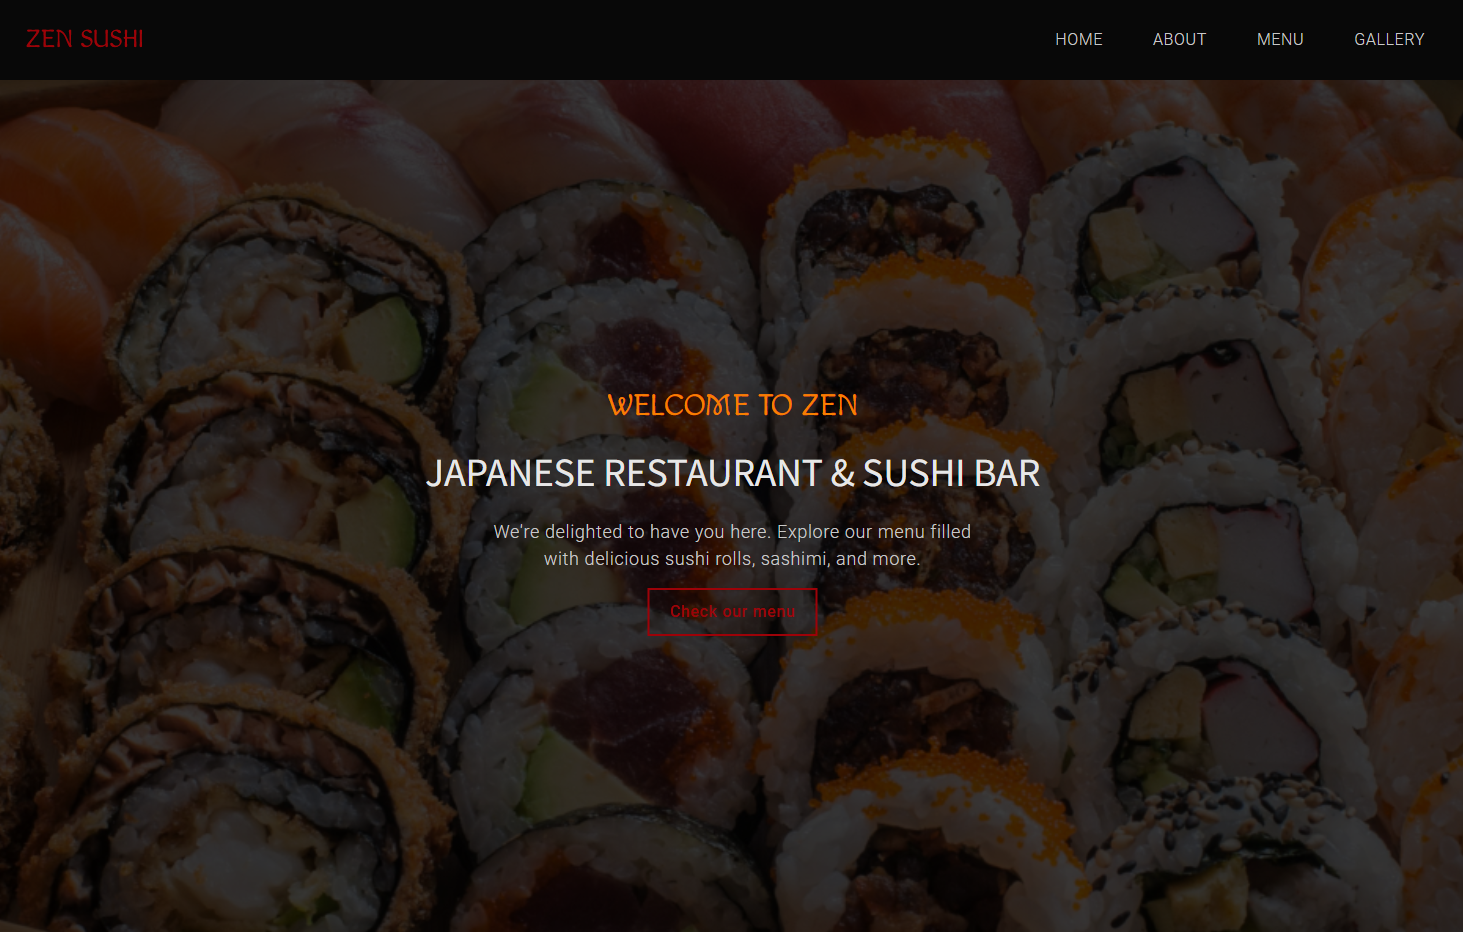 ZEN SUSHI
HOME ABOUT MENU GALLERY
WELCOME TO ZEN
JAPANESE RESTAURANT & SUSHI BAR
We're delighted to have you here. Explore our menu filled
with delicious sushi rolls, sashimi, and more.
Check our menu